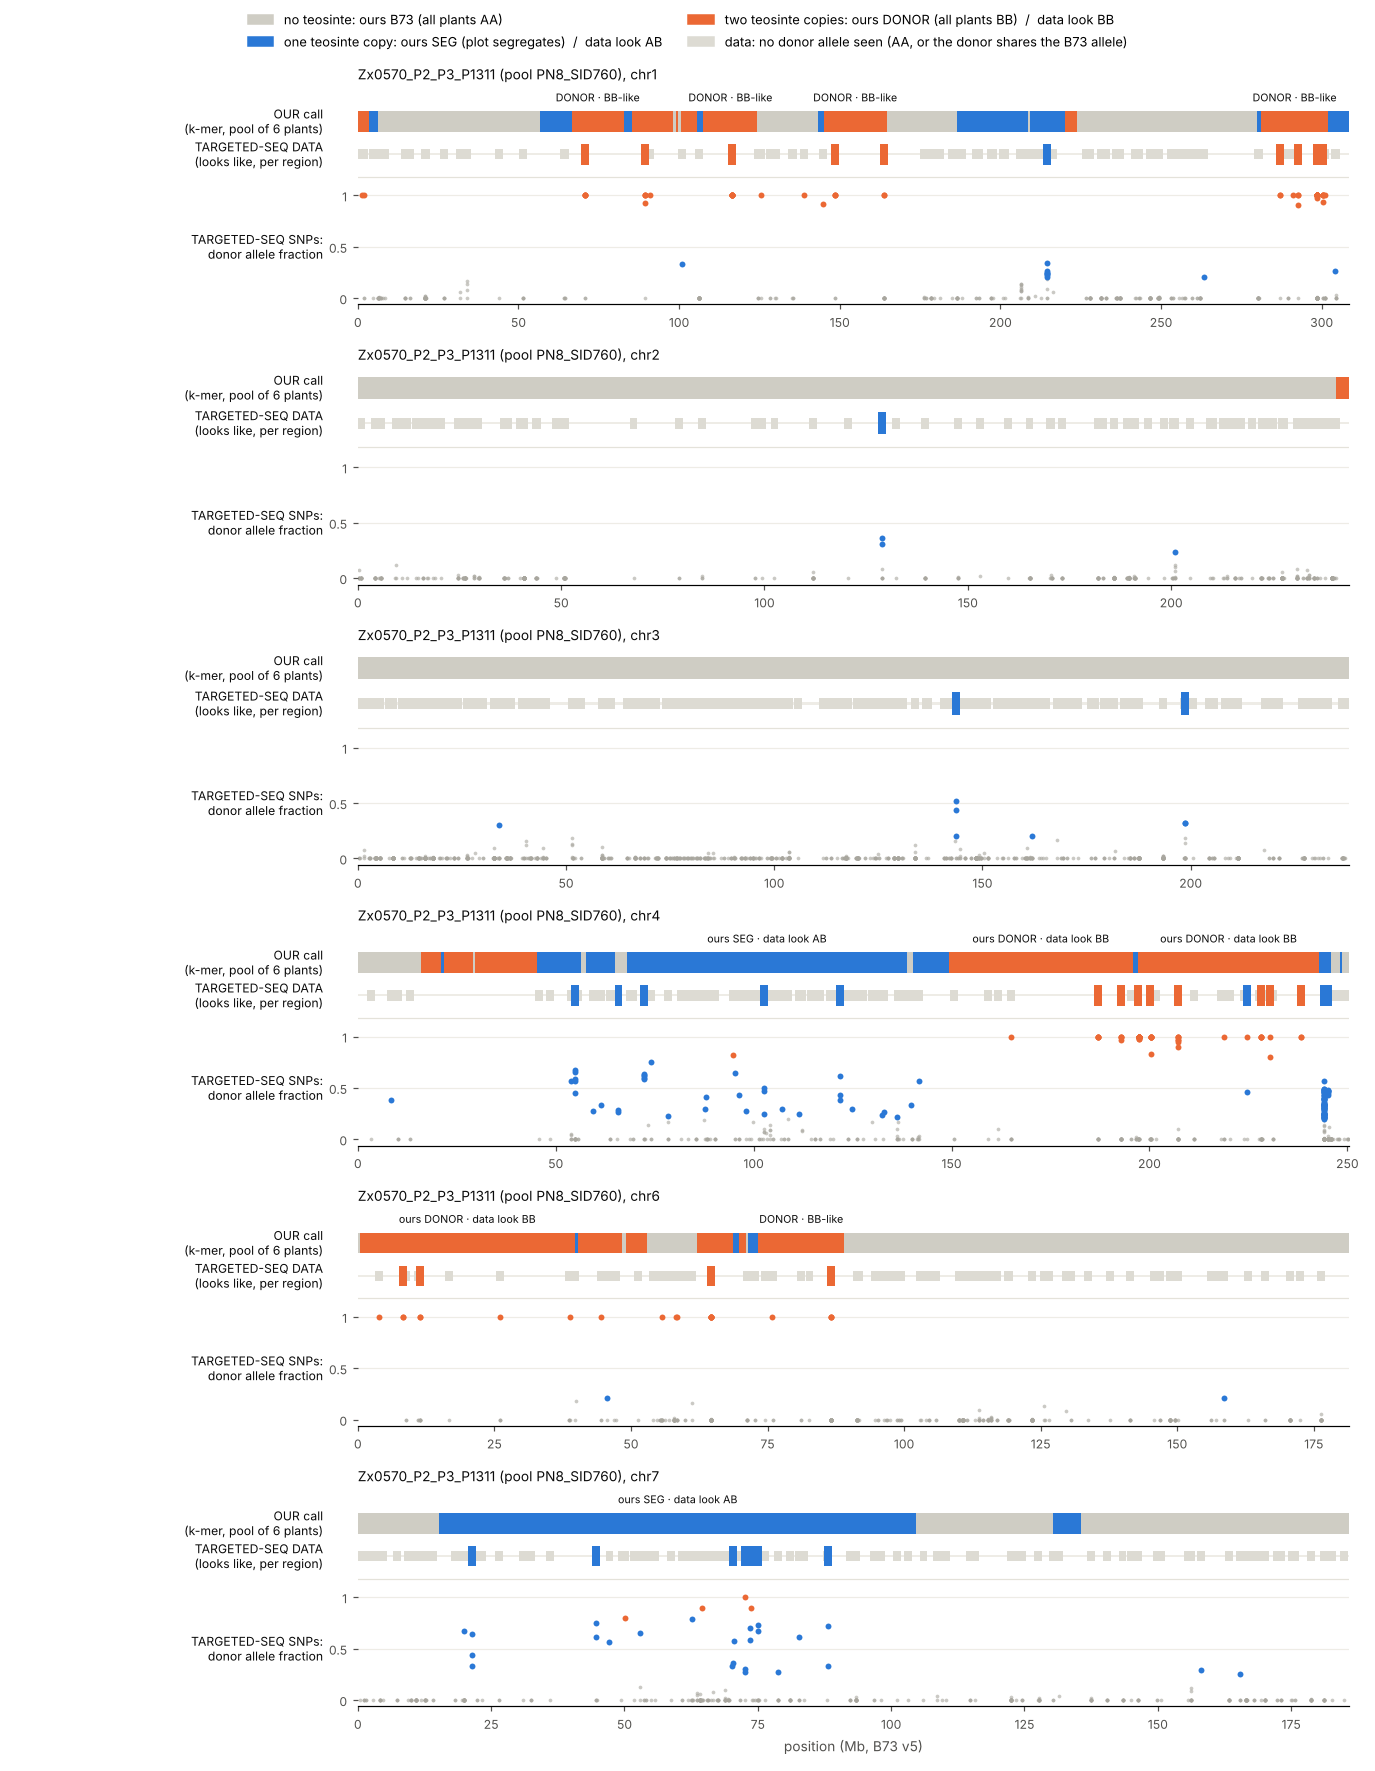 no teosinte: ours B73 (all plants AA)
two teosinte copies: ours DONOR (all plants BB)  /  data look BB
one teosinte copy: ours SEG (plot segregates)  /  data look AB
data: no donor allele seen (AA, or the donor shares the B73 allele)
Zx0570_P2_P3_P1311 (pool PN8_SID760), chr1
DONOR · BB-like
DONOR · BB-like
DONOR · BB-like
DONOR · BB-like
OUR call
(k-mer, pool of 6 plants)
TARGETED-SEQ DATA
(looks like, per region)
1
TARGETED-SEQ SNPs:
donor allele fraction
0.5
0
0 50 100 150 200 250 300
Zx0570_P2_P3_P1311 (pool PN8_SID760), chr2
OUR call
(k-mer, pool of 6 plants)
TARGETED-SEQ DATA
(looks like, per region)
1
TARGETED-SEQ SNPs:
donor allele fraction
0.5
0
0 50 100 150 200
Zx0570_P2_P3_P1311 (pool PN8_SID760), chr3
OUR call
(k-mer, pool of 6 plants)
TARGETED-SEQ DATA
(looks like, per region)
1
TARGETED-SEQ SNPs:
donor allele fraction
0.5
0
0 50 100 150 200
Zx0570_P2_P3_P1311 (pool PN8_SID760), chr4
ours SEG · data look AB
ours DONOR · data look BB
ours DONOR · data look BB
OUR call
(k-mer, pool of 6 plants)
TARGETED-SEQ DATA
(looks like, per region)
1
TARGETED-SEQ SNPs:
donor allele fraction
0.5
0
0 50 100 150 200 250
Zx0570_P2_P3_P1311 (pool PN8_SID760), chr6
ours DONOR · data look BB
DONOR · BB-like
OUR call
(k-mer, pool of 6 plants)
TARGETED-SEQ DATA
(looks like, per region)
1
TARGETED-SEQ SNPs:
donor allele fraction
0.5
0
0 25 50 75 100 125 150 175
Zx0570_P2_P3_P1311 (pool PN8_SID760), chr7
ours SEG · data look AB
OUR call
(k-mer, pool of 6 plants)
TARGETED-SEQ DATA
(looks like, per region)
1
TARGETED-SEQ SNPs:
donor allele fraction
0.5
0
0 25 50 75 100 125 150 175
position (Mb, B73 v5)